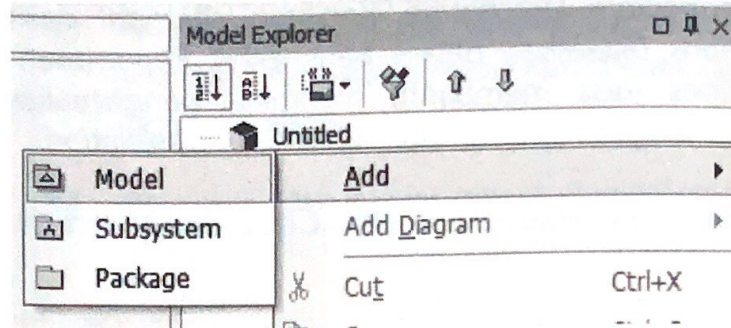 Model Explorer
Untitled
Model
Subsystem
Package
Add
Add Diagram
Cut Ctrl+X